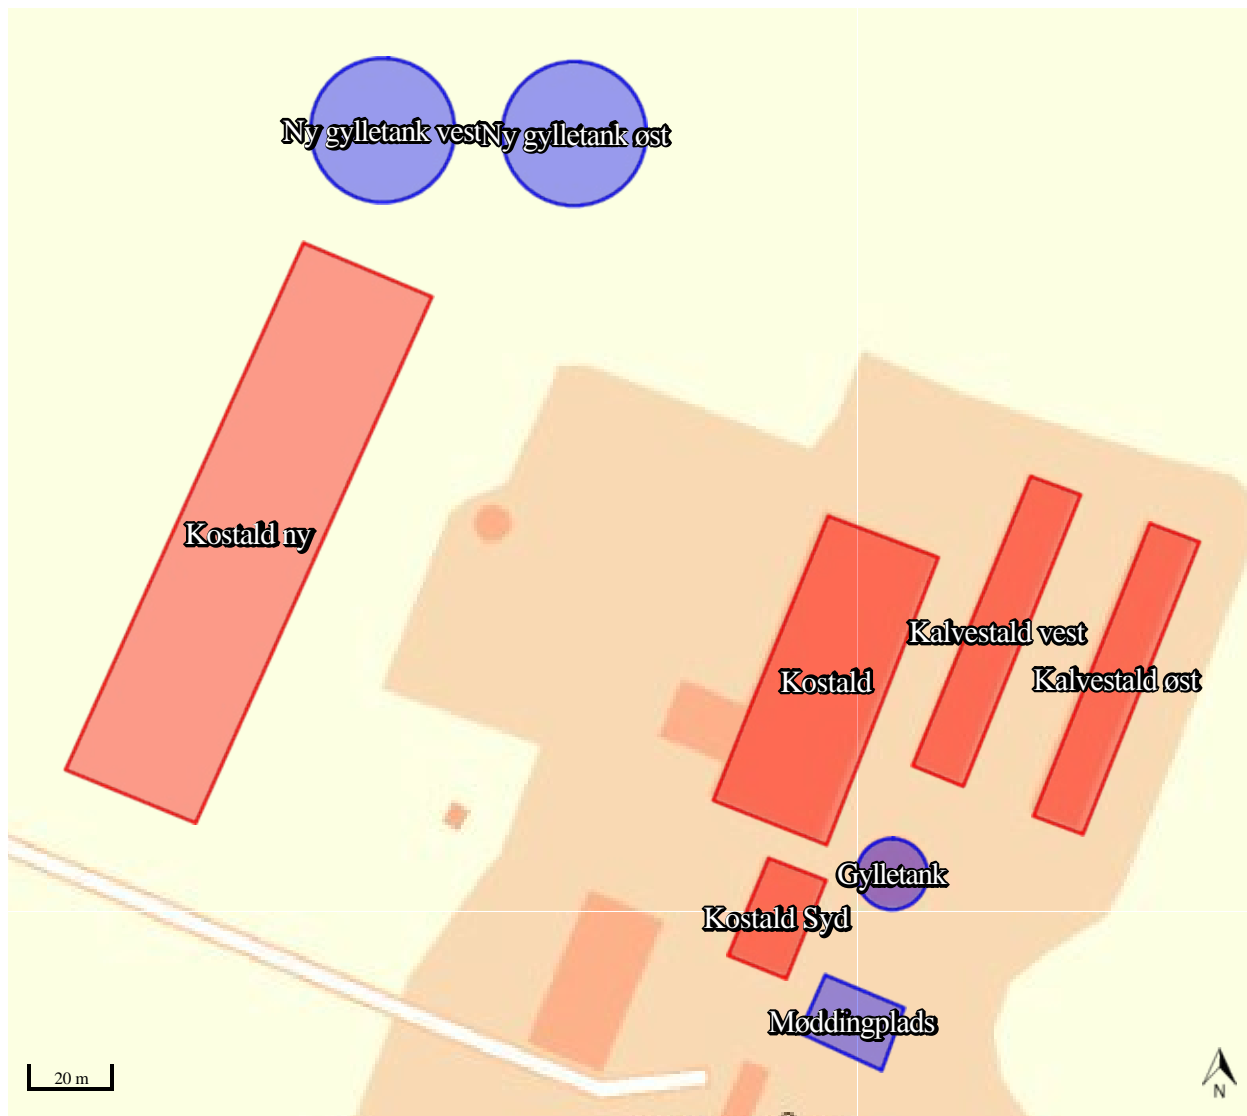 Ny gylletank vest
Ny gylletank øst
Kostald ny
Kalvestald vest
Kalvestald øst
Kostald
Gylletank
Kostald Syd
Møddingplads
20 m
N